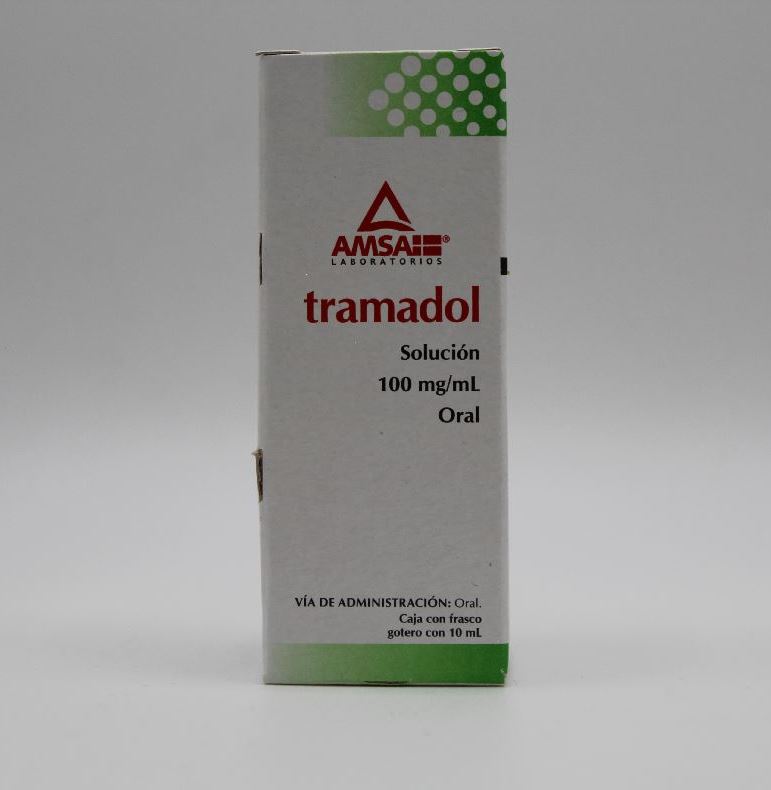 AMSA®
LABORATORIOS
tramadol
Solución
100 mg/mL
Oral
VÍA DE ADMINISTRACIÓN: Oral.
Caja con frasco
gotero con 10 mL